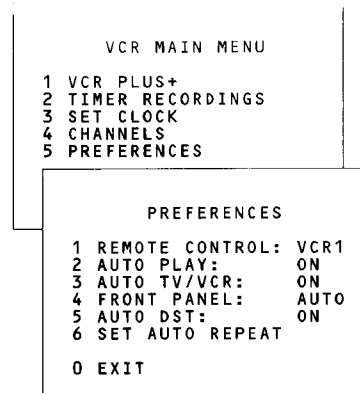 VCR MAIN MENU
1 VCR PLUS+
2 TIMER RECORDINGS
3 SET CLOCK
4 CHANNELS
5 PREFERENCES
PREFERENCES
1 REMOTE CONTROL: VCR1
2 AUTO PLAY: ON
3 AUTO TV/VCR: ON
4 FRONT PANEL: AUTO
5 AUTO DST: ON
6 SET AUTO REPEAT
0 EXIT